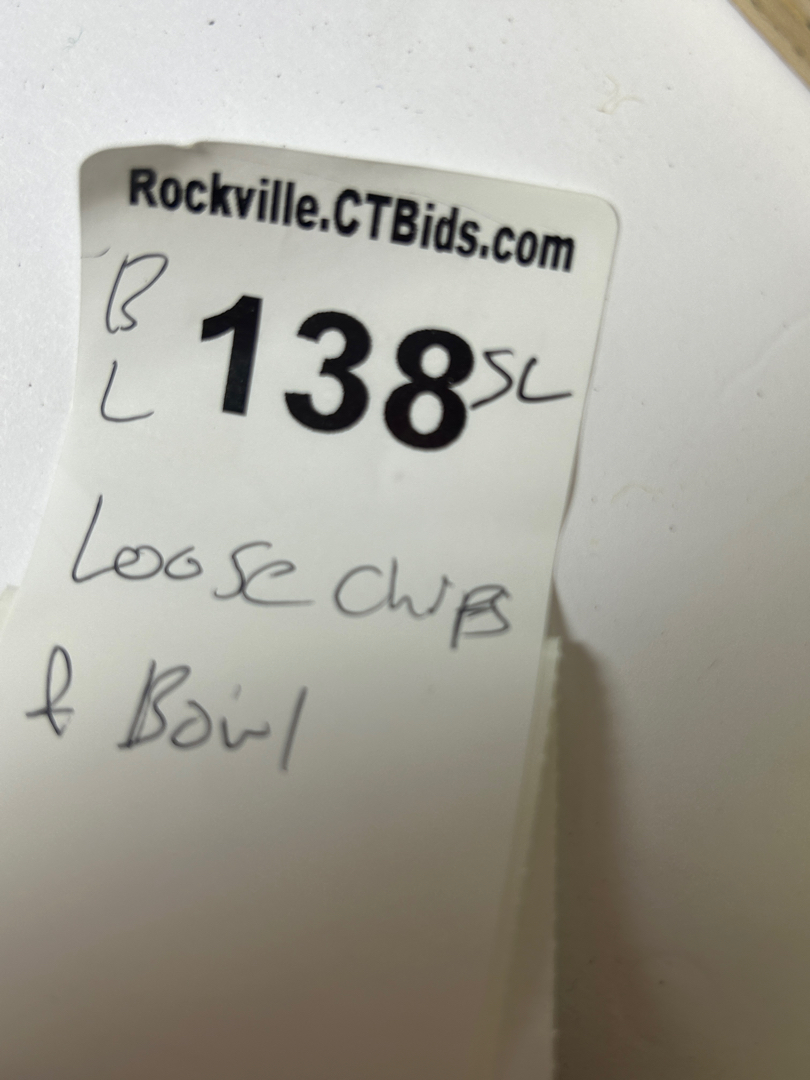 Rockville.CTBids.com
B
L
138 SL
Loose Chips
& Bowl